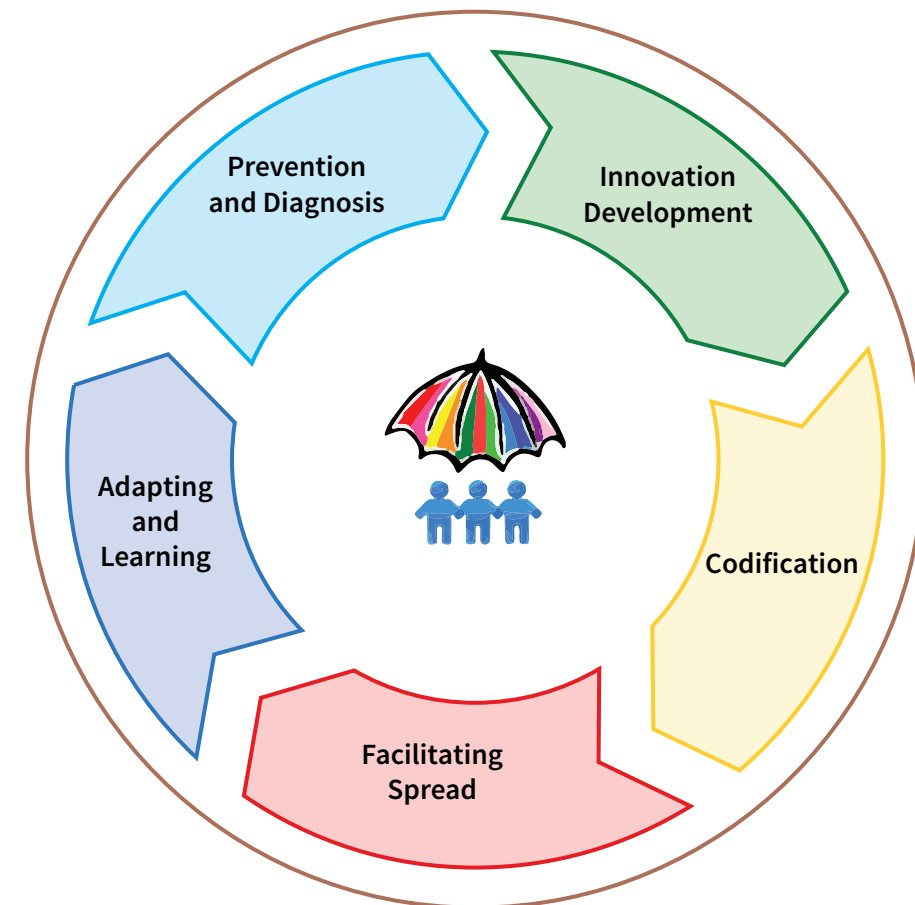 Prevention
and Diagnosis
Innovation
Development
Codification
Facilitating
Spread
Adapting
and
Learning